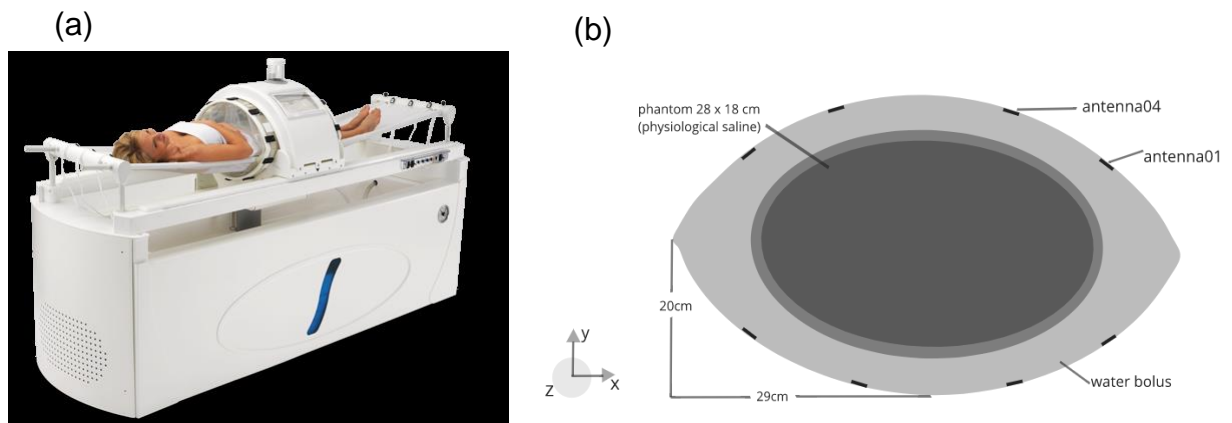 (a)
(b)
phantom 28 x 18 cm
(physiological saline)
antenna04
antenna01
20cm
y
z
x
29cm
water bolus